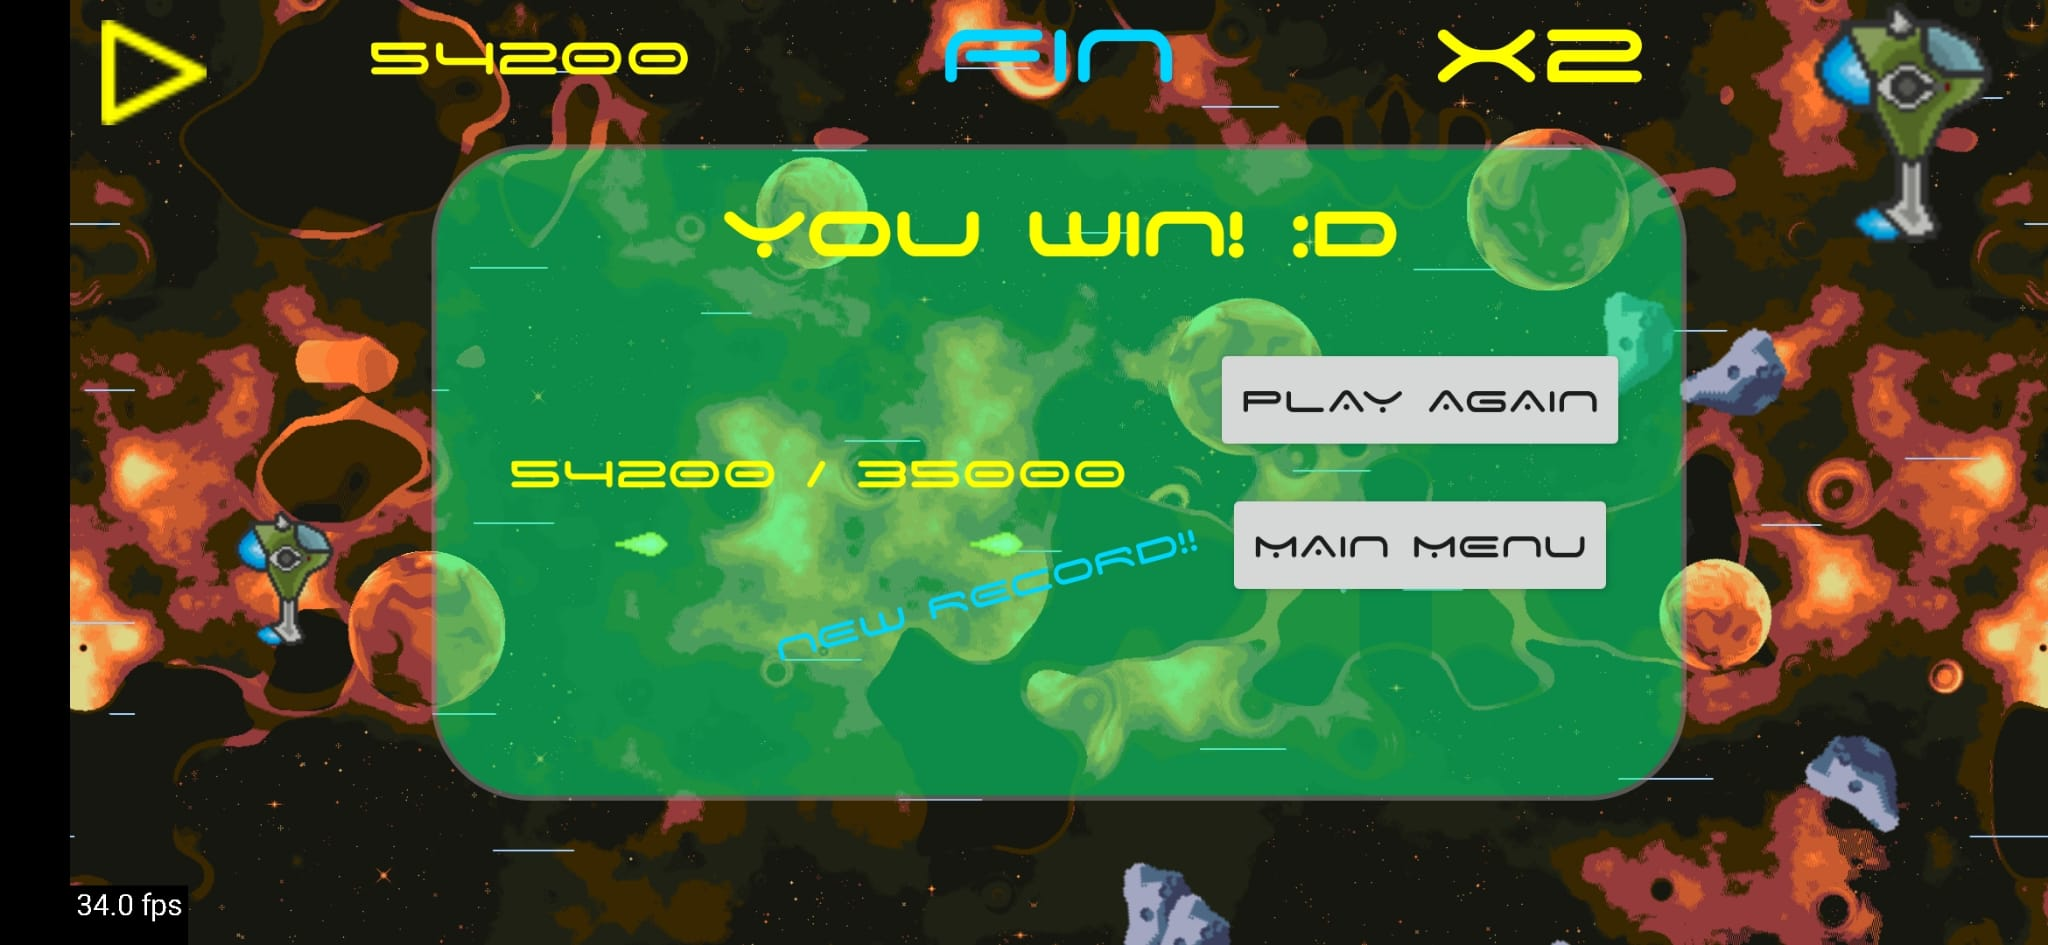 54200
FIN
X2
YOU WIN! :D
PLAY AGAIN
54200 / 35000
NEW RECORD!!
MAIN MENU
34.0 fps